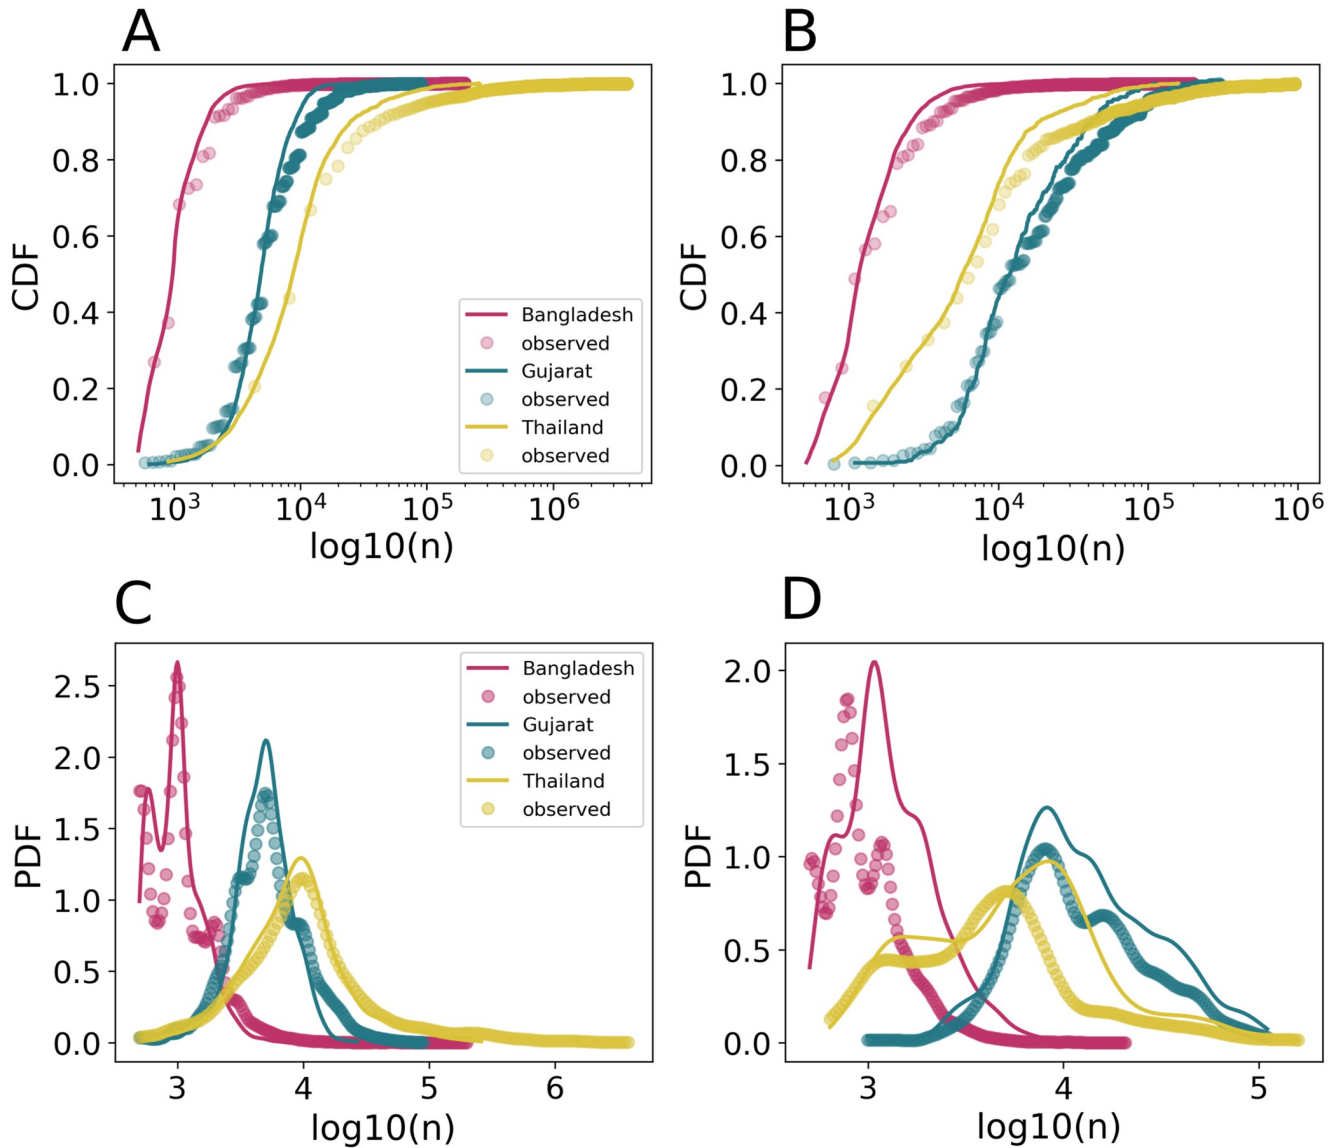 A
1.0
0.8
0.6
0.4
0.2
0.0
CDF
10³
10⁴
10⁵
10⁶
log10(n)
Bangladesh
observed
Gujarat
observed
Thailand
observed
B
1.0
0.8
0.6
0.4
0.2
0.0
CDF
10³
10⁴
10⁵
10⁶
log10(n)
C
2.5
2.0
1.5
1.0
0.5
0.0
PDF
3
4
5
6
log10(n)
Bangladesh
observed
Gujarat
observed
Thailand
observed
D
2.0
1.5
1.0
0.5
0.0
PDF
3
4
5
log10(n)